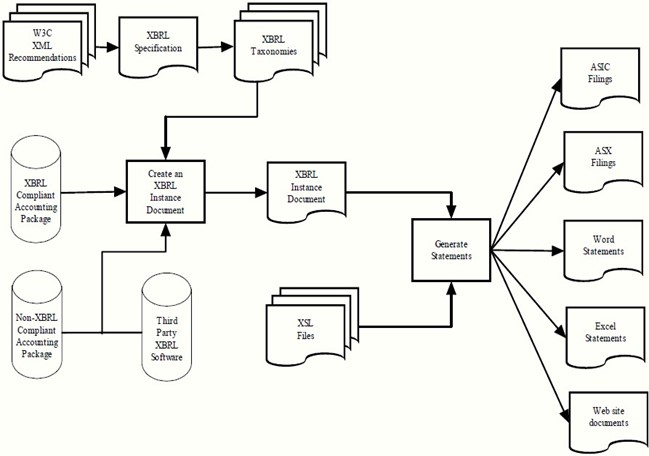 W3C
XML
Recommendations
XBRL
Specification
XBRL
Taxonomies
ASIC
Filings
XBRL
Compliant
Accounting
Package
Create an
XBRL
Instance
Document
XBRL
Instance
Document
ASX
Filings
Generate
Statements
Word
Statements
Non-XBRL
Compliant
Accounting
Package
Third
Party
XBRL
Software
XSL
Files
Excel
Statements
Web site
documents